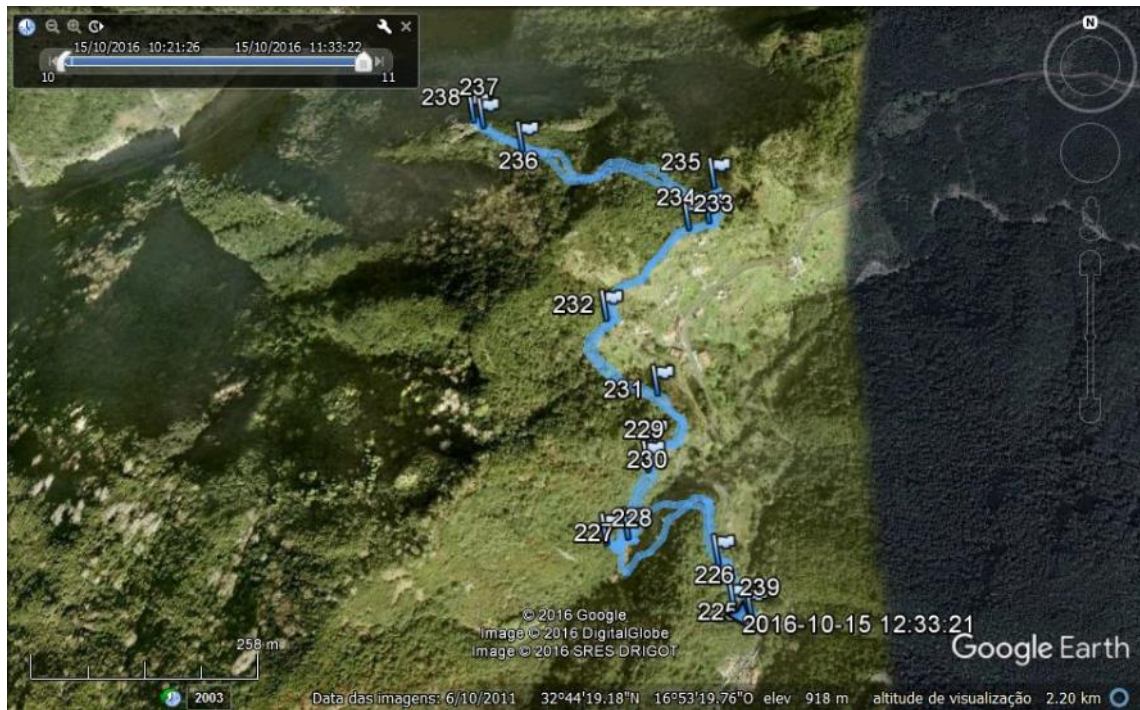 15/10/2016 10:21:26 15/10/2016 11:33:22
10 11
N
238 237
236
235
234 233
232
231
229
230
228
227
226
239
225
2016-10-15 12:33:21
© 2016 Google
Image © 2016 DigitalGlobe
Image © 2016 SRES DRIGOT
Google Earth
258 m
2003 Data das imagens: 6/10/2011 32°44'19.18"N 16°53'19.76"O elev 918 m altitude de visualização 2.20 km